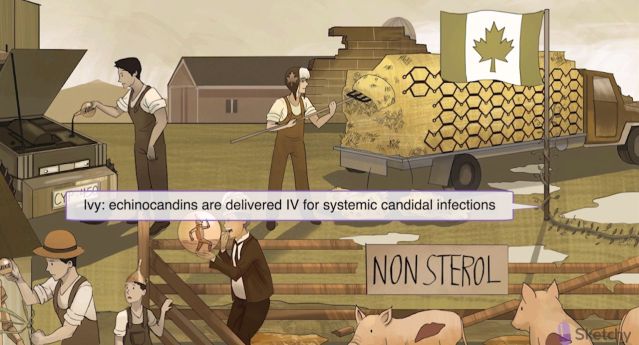 Ivy: echinocandins are delivered IV for systemic candidal infections
NON STEROL
Sketchy